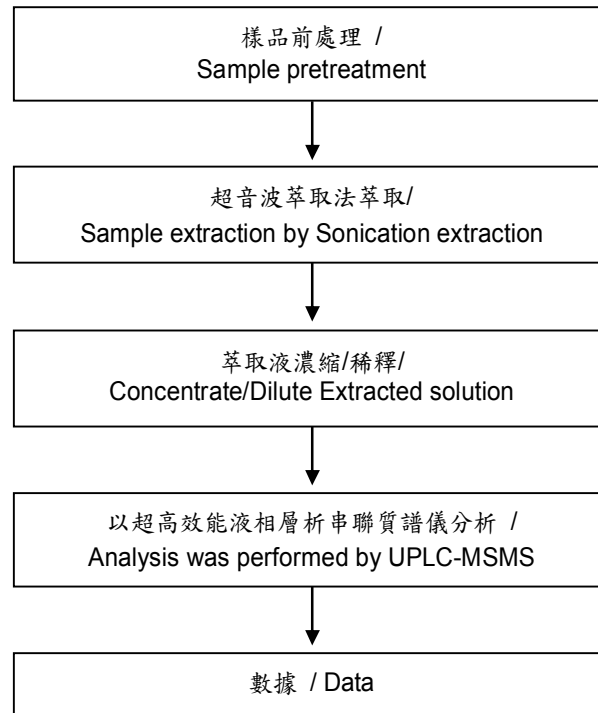 樣品前處理 /
Sample pretreatment
超音波萃取法萃取/
Sample extraction by Sonication extraction
萃取液濃縮/稀釋/
Concentrate/Dilute Extracted solution
以超高效能液相層析串聯質譜儀分析 /
Analysis was performed by UPLC-MSMS
數據 / Data